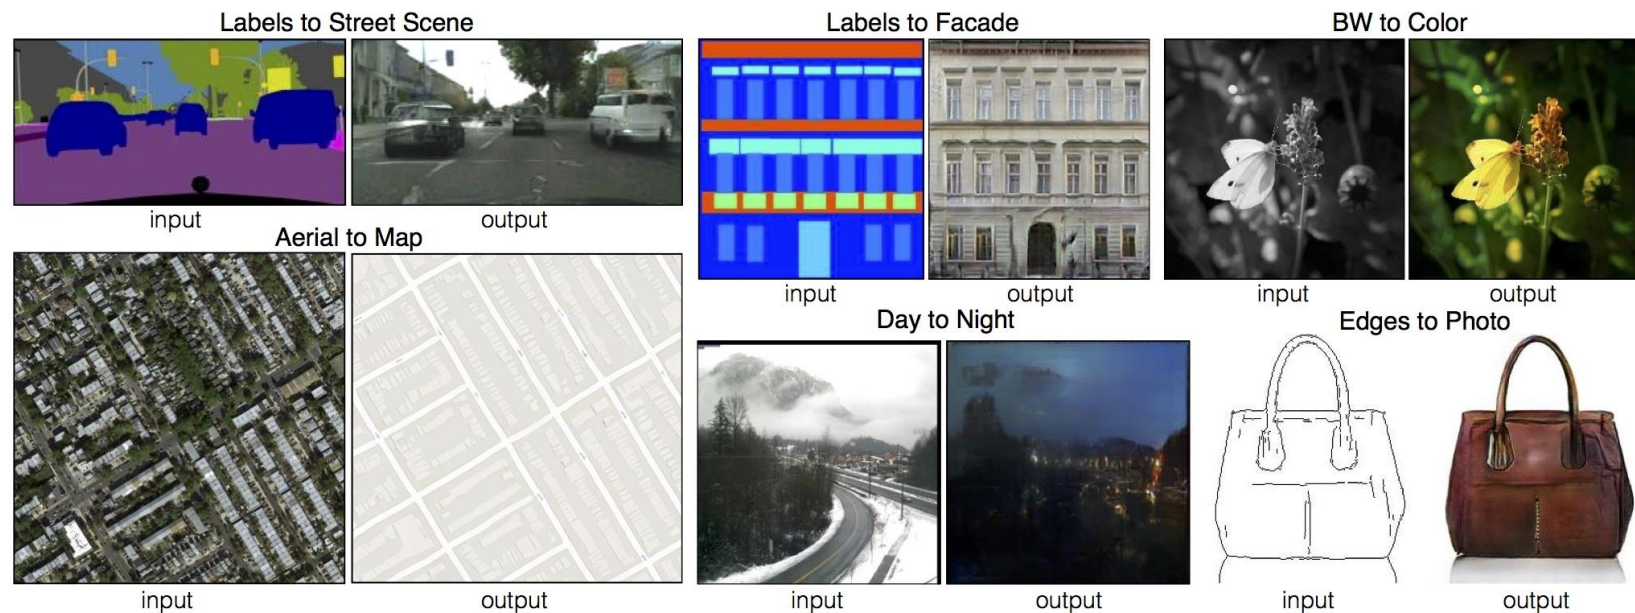 Labels to Street Scene
input
output
Aerial to Map
input
output
Labels to Facade
input
output
Day to Night
input
output
BW to Color
input
output
Edges to Photo
input
output